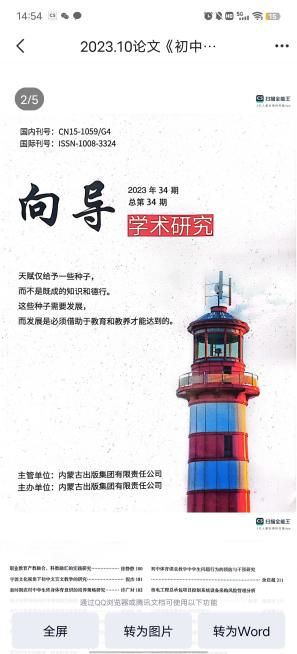 14:54
15
2023.10论文《初中…
2/5
扫描全能王
国内刊号：CN15-1059/G4
国际刊号：ISSN-1008-3324
向导
2023 年 34 期
总第 34 期
学术研究
天赋仅给予一些种子，
而不是既成的知识和德行。
这些种子需要发展，
而发展是必须借助于教育和教养才能达到的。
主管单位：内蒙古出版集团有限责任公司
主办单位：内蒙古出版集团有限责任公司
扫描全能王
通过QQ浏览器或腾讯文档可使用以下功能
全屏
转为图片
转为Word